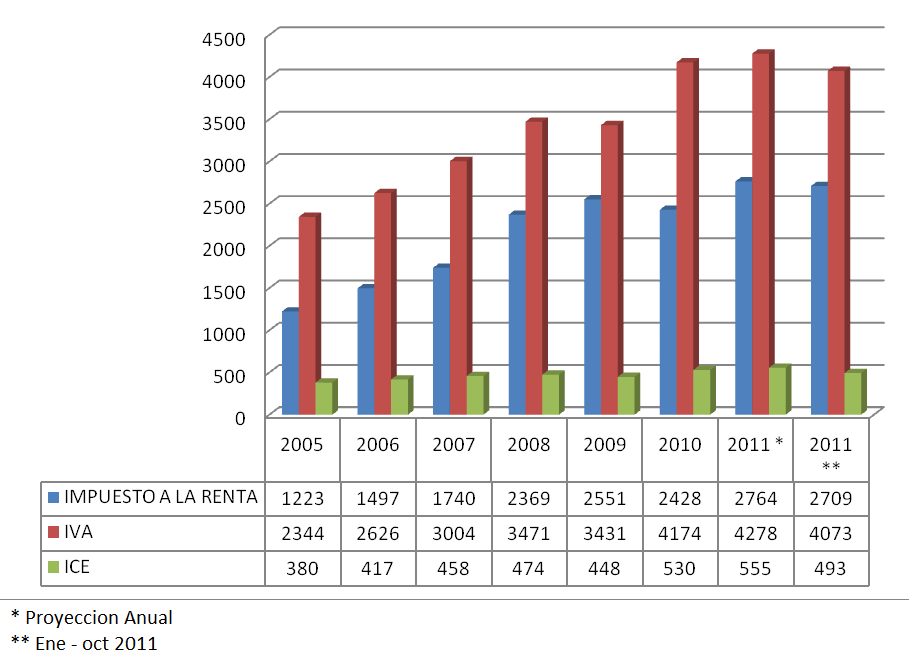 4500
4000
3500
3000
2500
2000
1500
1000
500
0
2005 2006 2007 2008 2009 2010 2011 * 2011 **
IMPUESTO A LA RENTA 1223 1497 1740 2369 2551 2428 2764 2709
IVA 2344 2626 3004 3471 3431 4174 4278 4073
ICE 380 417 458 474 448 530 555 493
* Proyeccion Anual
** Ene - oct 2011